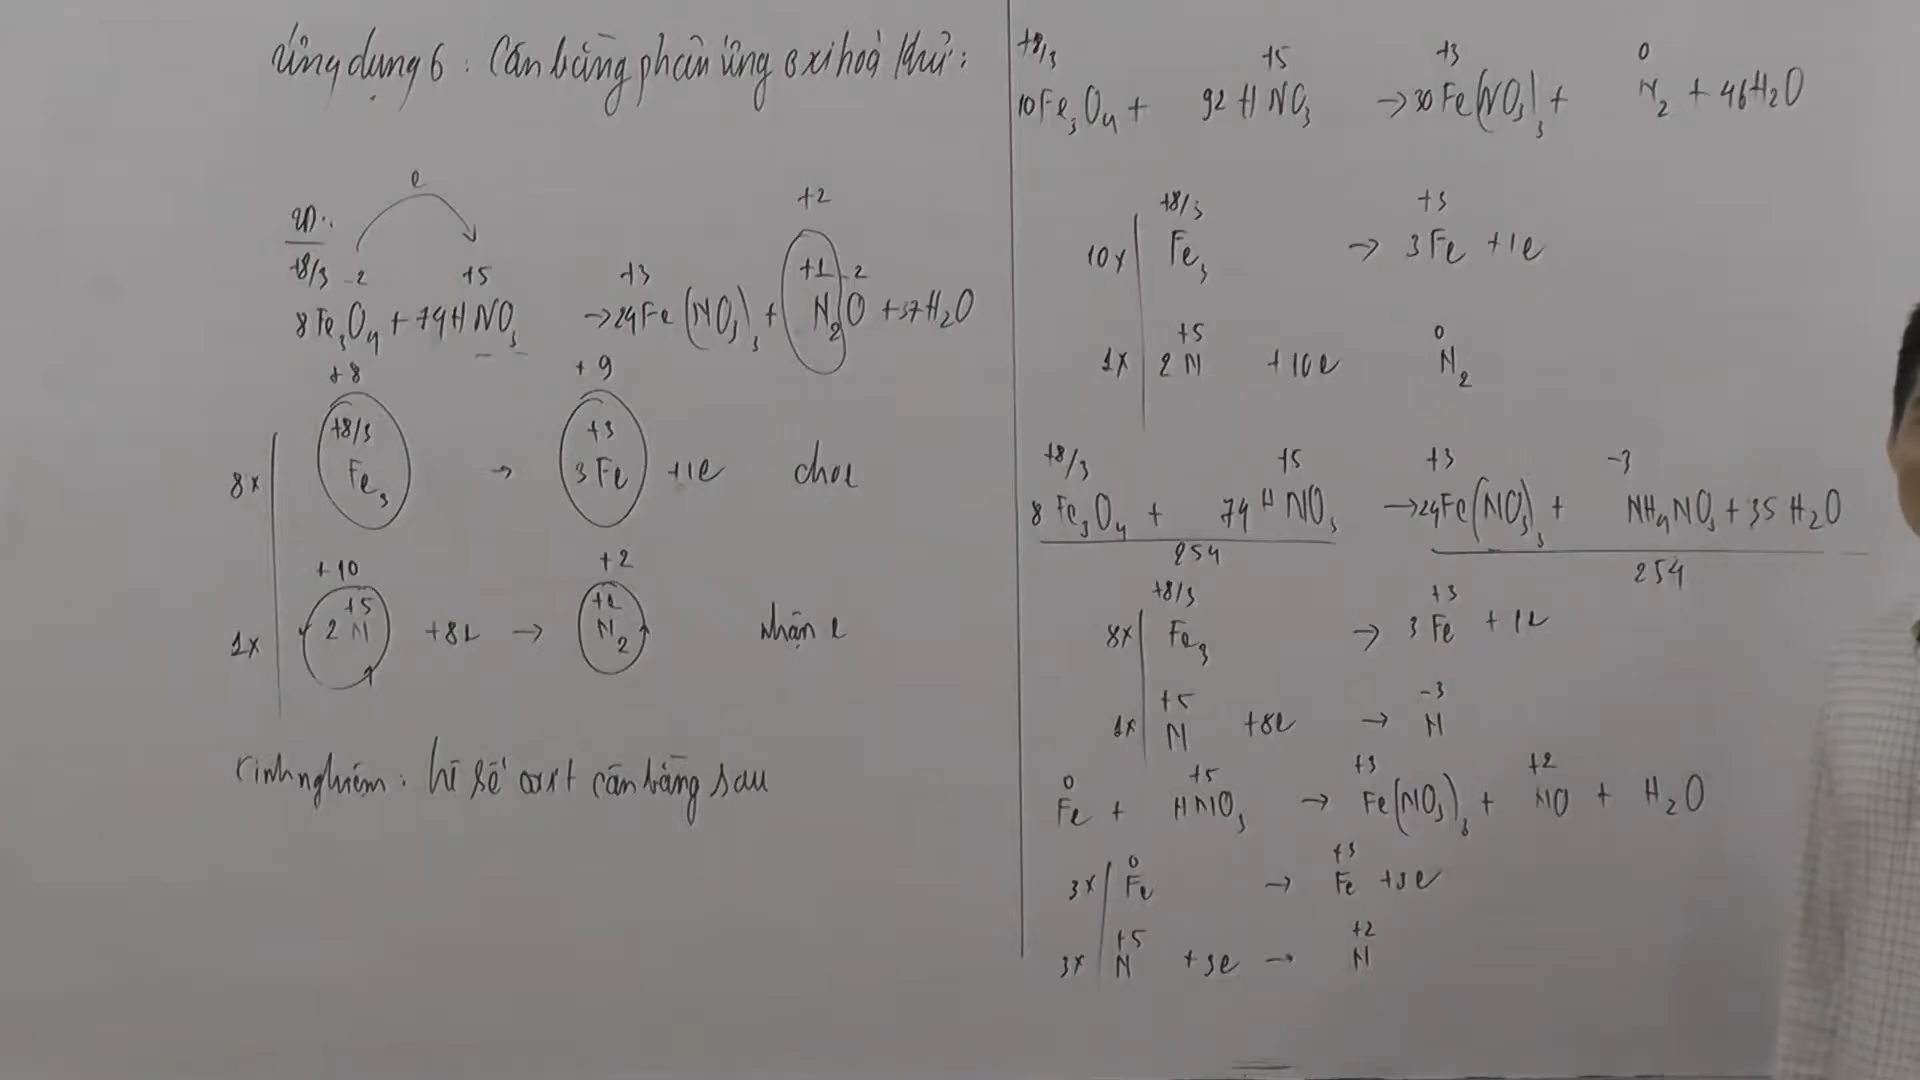 Ứng dụng 6 : Cân bằng phản ứng oxi hoá khử :
e
+2
VD:
+8/3 -2 +5 +3 +1 -2
8Fe₃O₄ + 74HNO₃ → 24Fe(NO₃)₃ + N₂O + 37H₂O
+8 +9
+8/3 +3
8x Fe₃ → 3Fe +1e cho e
+10 +2
+5 +1
1x 2N +8e → N₂ nhận e
Kinh nghiệm : hệ số axit cân bằng sau
+8/3 +5 +3 0
10Fe₃O₄ + 92HNO₃ → 30Fe(NO₃)₃ + N₂ + 46H₂O
+8/3 +3
10x Fe₃ → 3Fe +1e
+5 0
1x 2N +10e N₂
+8/3 +5 +3 -3
8Fe₃O₄ + 74HNO₃ → 24Fe(NO₃)₃ + NH₄NO₃ + 35H₂O
254 254
+8/3 +3
8x Fe₃ → 3Fe +1e
+5 -3
1x N +8e → N
0 +5 +3 +2
Fe + HNO₃ → Fe(NO₃)₃ + NO + H₂O
0 +3
3x Fe → Fe +3e
+5 +2
3x N +3e → N